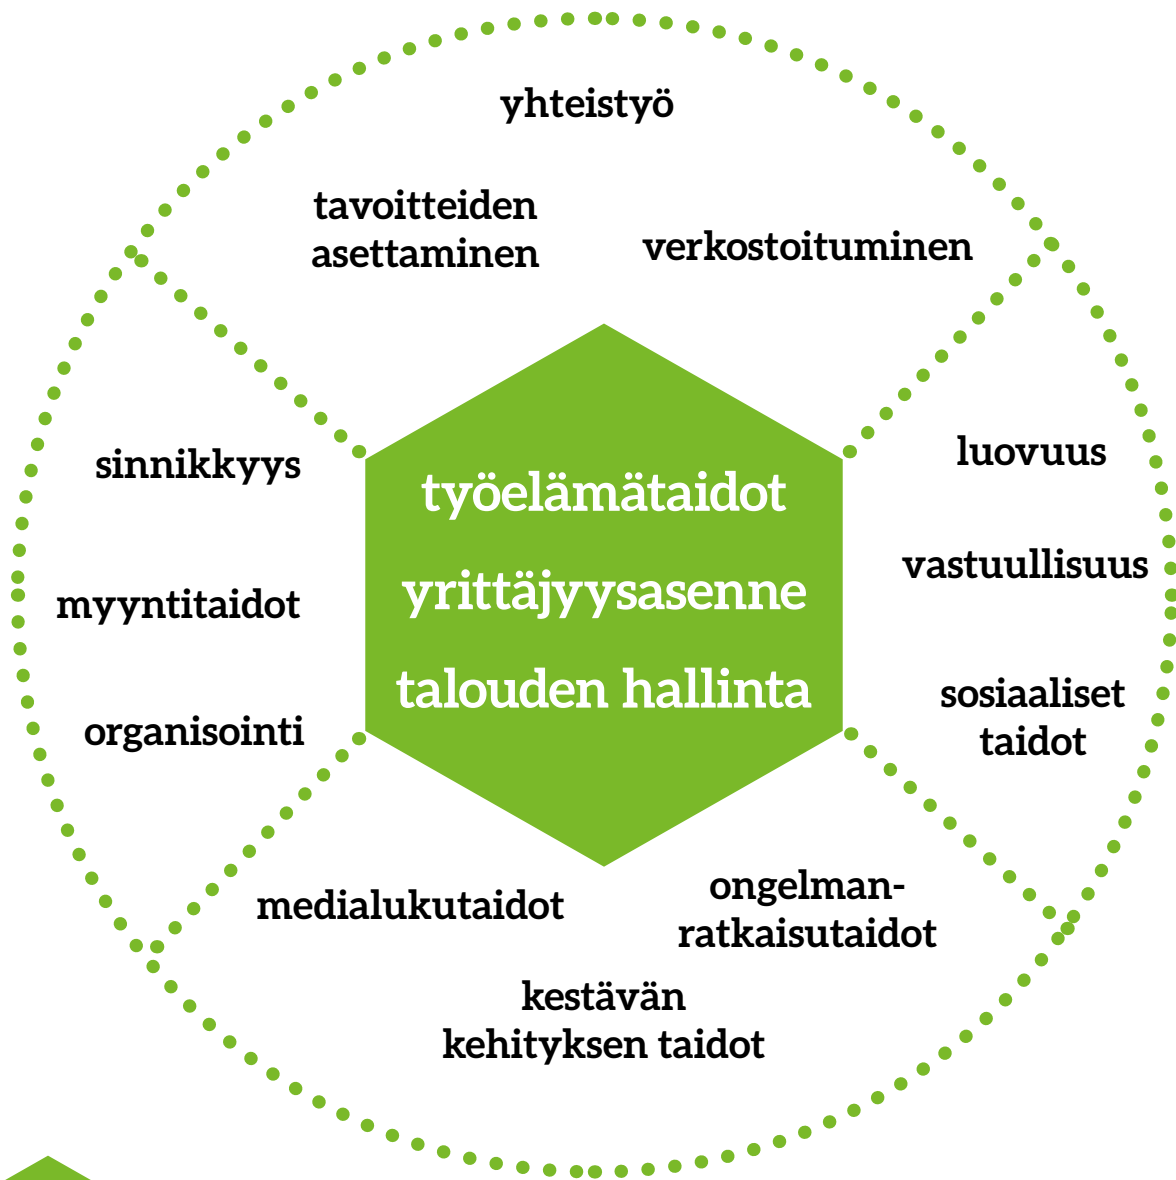 yhteistyö
tavoitteiden
asettaminen
verkostoituminen
sinnikkyys
myyntitaidot
organisointi
työelämätaidot
yrittäjyysasenne
talouden hallinta
luovuus
vastuullisuus
sosiaaliset
taidot
medialukutaidot
ongelman-
ratkaisutaidot
kestävän
kehityksen taidot